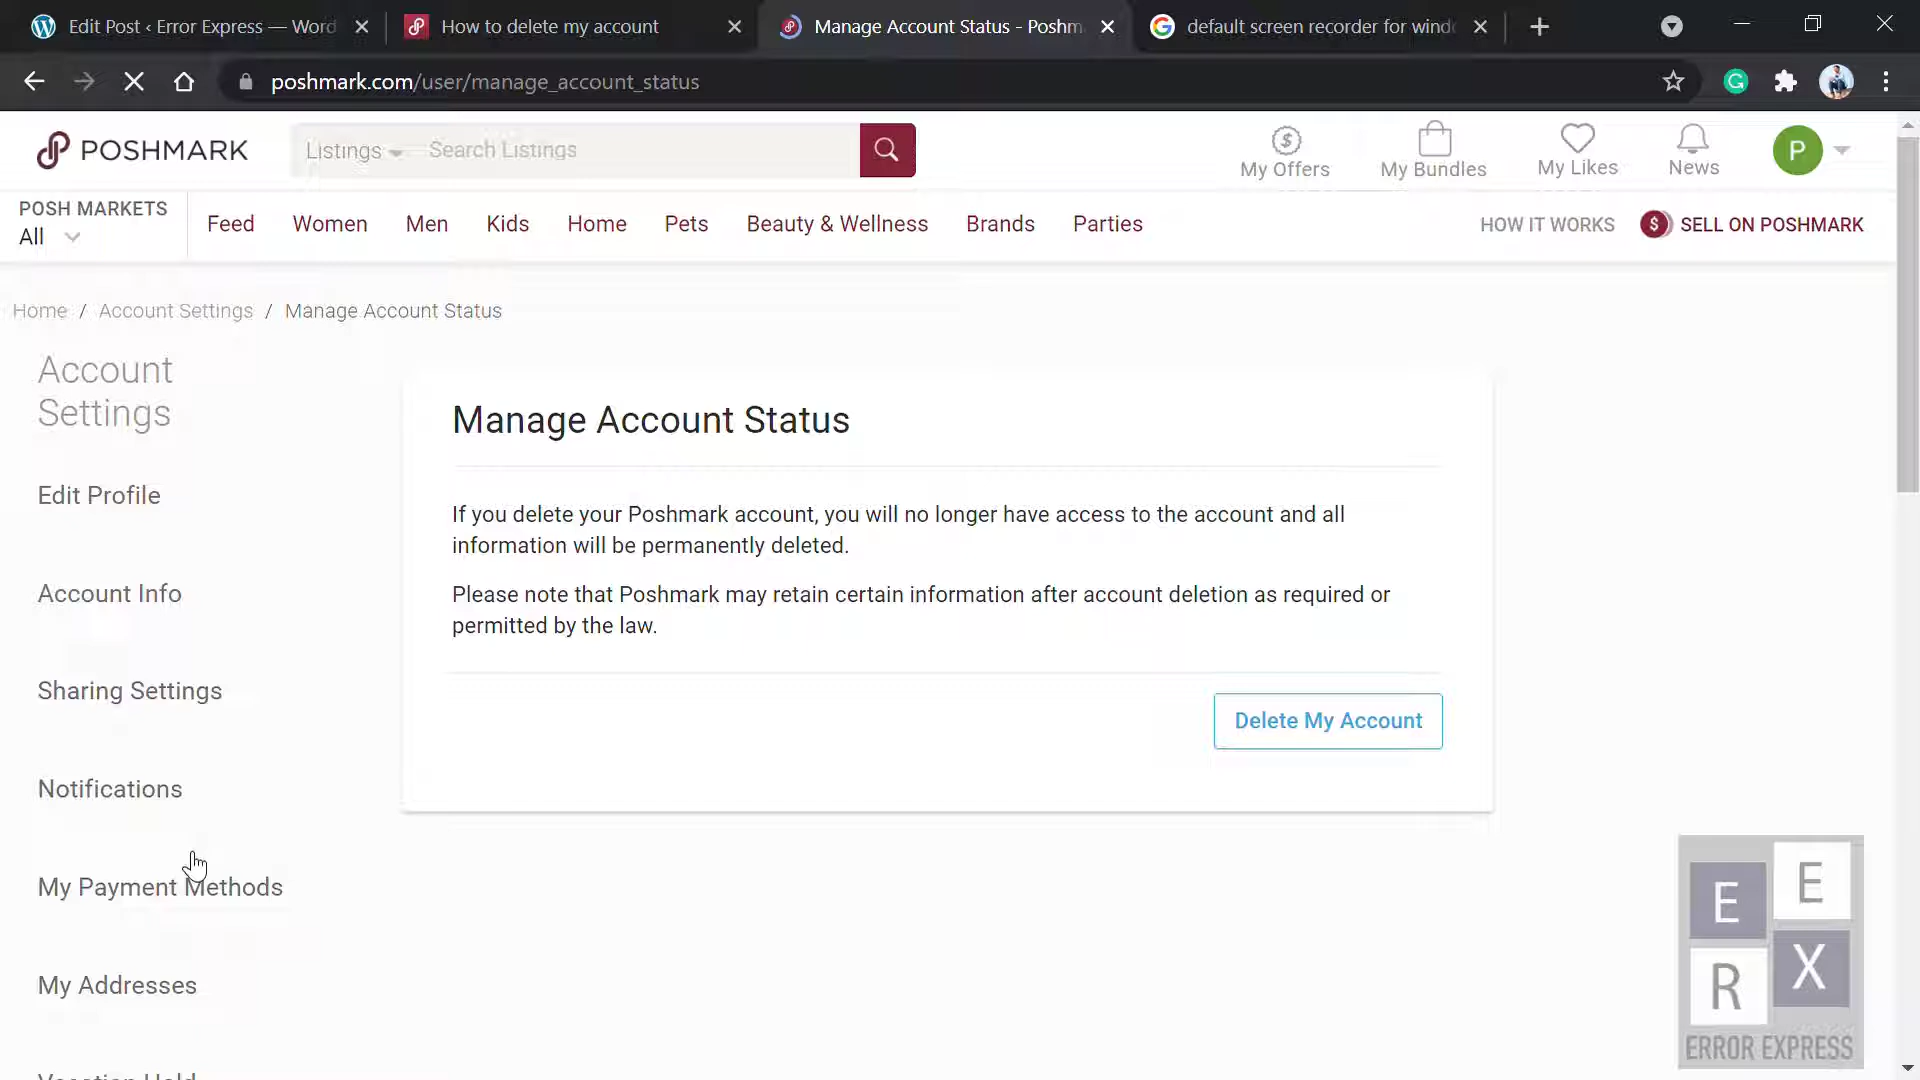 Edit Post ‹ Error Express — Word
How to delete my account
Manage Account Status - Poshm
default screen recorder for wind
poshmark.com/user/manage_account_status
POSHMARK
Listings
Search Listings
My Offers
My Bundles
My Likes
News
P
POSH MARKETS
All
Feed
Women
Men
Kids
Home
Pets
Beauty & Wellness
Brands
Parties
HOW IT WORKS
SELL ON POSHMARK
Home / Account Settings / Manage Account Status
Account
Settings
Edit Profile
Account Info
Sharing Settings
Notifications
My Payment Methods
My Addresses
Manage Account Status
If you delete your Poshmark account, you will no longer have access to the account and all
information will be permanently deleted.
Please note that Poshmark may retain certain information after account deletion as required or
permitted by the law.
Delete My Account
E E
R X
ERROR EXPRESS